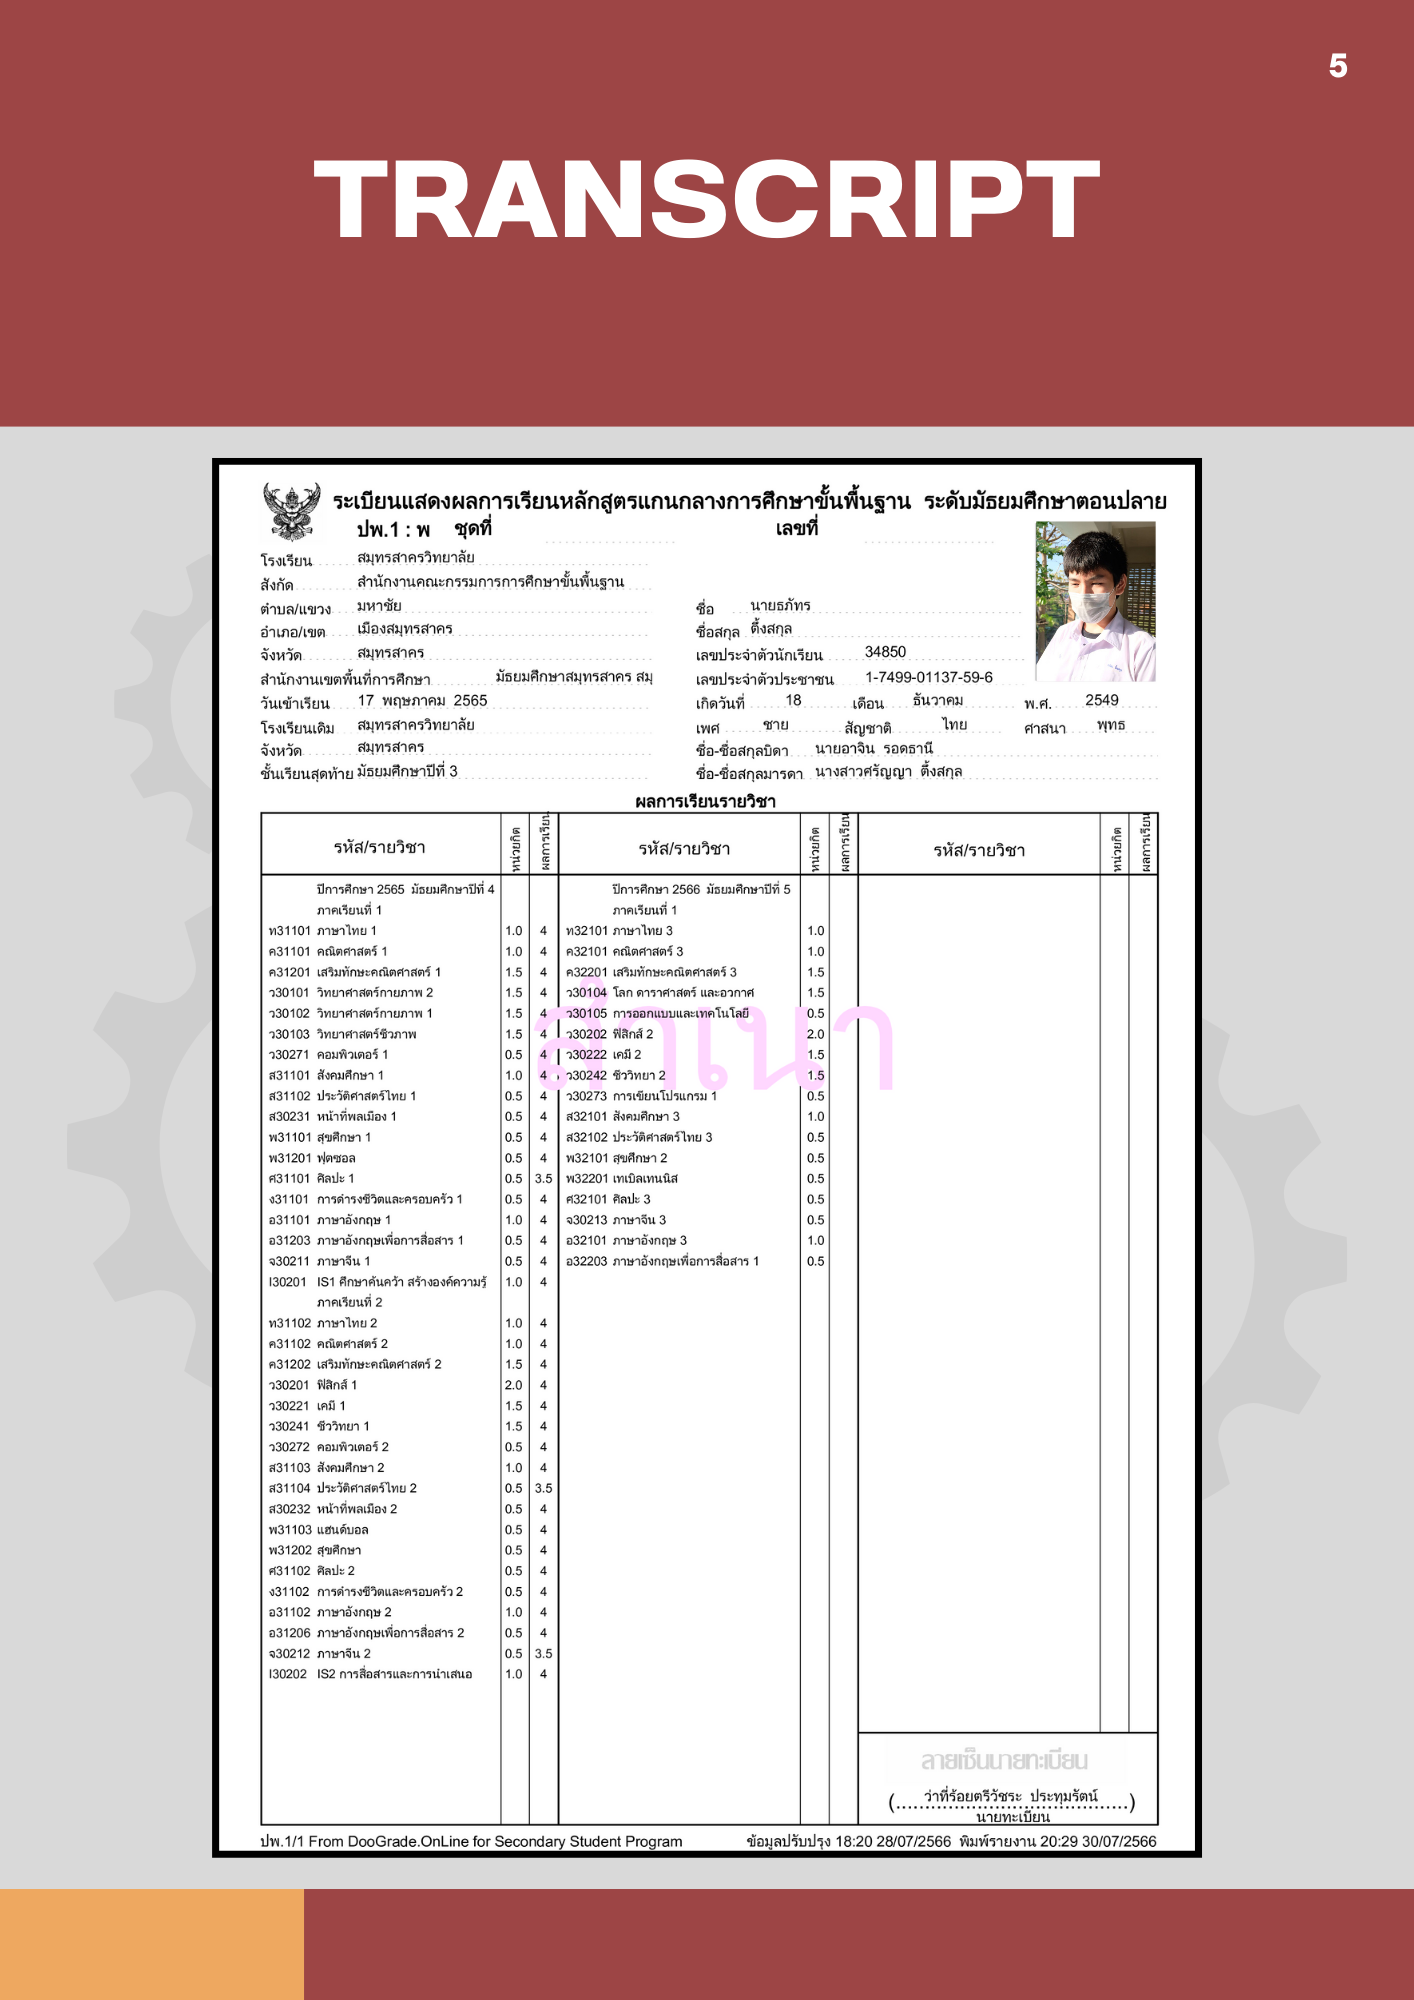 5
TRANSCRIPT
ระเบียนแสดงผลการเรียนหลักสูตรแกนกลางการศึกษาขั้นพื้นฐาน ระดับมัธยมศึกษาตอนปลาย
ปพ.1 : พ ชุดที่ เลขที่
โรงเรียน สมุทรสาครวิทยาลัย
สังกัด สำนักงานคณะกรรมการการศึกษาขั้นพื้นฐาน
ตำบล/แขวง มหาชัย
อำเภอ/เขต เมืองสมุทรสาคร
จังหวัด สมุทรสาคร
สำนักงานเขตพื้นที่การศึกษา มัธยมศึกษาสมุทรสาคร สมุ
วันเข้าเรียน 17 พฤษภาคม 2565
โรงเรียนเดิม สมุทรสาครวิทยาลัย
จังหวัด สมุทรสาคร
ชั้นเรียนสุดท้าย มัธยมศึกษาปีที่ 3
ชื่อ นายธภัทร
ชื่อสกุล ตั้งสกุล
เลขประจำตัวนักเรียน 34850
เลขประจำตัวประชาชน 1-7499-01137-59-6
เกิดวันที่ 18 เดือน ธันวาคม พ.ศ. 2549
เพศ ชาย สัญชาติ ไทย ศาสนา พุทธ
ชื่อ-ชื่อสกุลบิดา นายอาจิน รอดธานี
ชื่อ-ชื่อสกุลมารดา นางสาวศรัญญา ตั้งสกุล
ผลการเรียนรายวิชา
รหัส/รายวิชา หน่วยกิต ผลการเรียน รหัส/รายวิชา หน่วยกิต ผลการเรียน รหัส/รายวิชา หน่วยกิต ผลการเรียน
ปีการศึกษา 2565 มัธยมศึกษาปีที่ 4
ภาคเรียนที่ 1
ท31101 ภาษาไทย 1 1.0 4
ค31101 คณิตศาสตร์ 1 1.0 4
ค31201 เสริมทักษะคณิตศาสตร์ 1 1.5 4
ว30101 วิทยาศาสตร์กายภาพ 2 1.5 4
ว30102 วิทยาศาสตร์กายภาพ 1 1.5 4
ว30103 วิทยาศาสตร์ชีวภาพ 1.5 4
ว30271 คอมพิวเตอร์ 1 0.5 4
ส31101 สังคมศึกษา 1 1.0 4
ส31102 ประวัติศาสตร์ไทย 1 0.5 4
ส30231 หน้าที่พลเมือง 1 0.5 4
พ31101 สุขศึกษา 1 0.5 4
พ31201 ฟุตซอล 0.5 4
ศ31101 ศิลปะ 1 0.5 3.5
ง31101 การดำรงชีวิตและครอบครัว 1 0.5 4
อ31101 ภาษาอังกฤษ 1 1.0 4
อ31203 ภาษาอังกฤษเพื่อการสื่อสาร 1 0.5 4
จ30211 ภาษาจีน 1 0.5 4
I30201 IS1 ศึกษาค้นคว้า สร้างองค์ความรู้ 1.0 4
ภาคเรียนที่ 2
ท31102 ภาษาไทย 2 1.0 4
ค31102 คณิตศาสตร์ 2 1.0 4
ค31202 เสริมทักษะคณิตศาสตร์ 2 1.5 4
ว30201 ฟิสิกส์ 1 2.0 4
ว30221 เคมี 1 1.5 4
ว30241 ชีววิทยา 1 1.5 4
ว30272 คอมพิวเตอร์ 2 0.5 4
ส31103 สังคมศึกษา 2 1.0 4
ส31104 ประวัติศาสตร์ไทย 2 0.5 3.5
ส30232 หน้าที่พลเมือง 2 0.5 4
พ31103 แฮนด์บอล 0.5 4
พ31202 สุขศึกษา 0.5 4
ศ31102 ศิลปะ 2 0.5 4
ง31102 การดำรงชีวิตและครอบครัว 2 0.5 4
อ31102 ภาษาอังกฤษ 2 1.0 4
อ31206 ภาษาอังกฤษเพื่อการสื่อสาร 2 0.5 4
จ30212 ภาษาจีน 2 0.5 3.5
I30202 IS2 การสื่อสารและการนำเสนอ 1.0 4
ปีการศึกษา 2566 มัธยมศึกษาปีที่ 5
ภาคเรียนที่ 1
ท32101 ภาษาไทย 3 1.0
ค32101 คณิตศาสตร์ 3 1.0
ค32201 เสริมทักษะคณิตศาสตร์ 3 1.5
ว30104 โลก ดาราศาสตร์ และอวกาศ 1.5
ว30105 การออกแบบและเทคโนโลยี 0.5
ว30202 ฟิสิกส์ 2 2.0
ว30222 เคมี 2 1.5
ว30242 ชีววิทยา 2 1.5
ว30273 การเขียนโปรแกรม 1 0.5
ส32101 สังคมศึกษา 3 1.0
ส32102 ประวัติศาสตร์ไทย 3 0.5
พ32101 สุขศึกษา 2 0.5
พ32201 เทเบิลเทนนิส 0.5
ศ32101 ศิลปะ 3 0.5
จ30213 ภาษาจีน 3 0.5
อ32101 ภาษาอังกฤษ 3 1.0
อ32203 ภาษาอังกฤษเพื่อการสื่อสาร 1 0.5
สำเนา
ลายเซ็นนายทะเบียน
(ว่าที่ร้อยตรีวัชระ ประทุมรัตน์)
นายทะเบียน
ปพ.1/1 From DooGrade.OnLine for Secondary Student Program ข้อมูลปรับปรุง 18:20 28/07/2566 พิมพ์รายงาน 20:29 30/07/2566